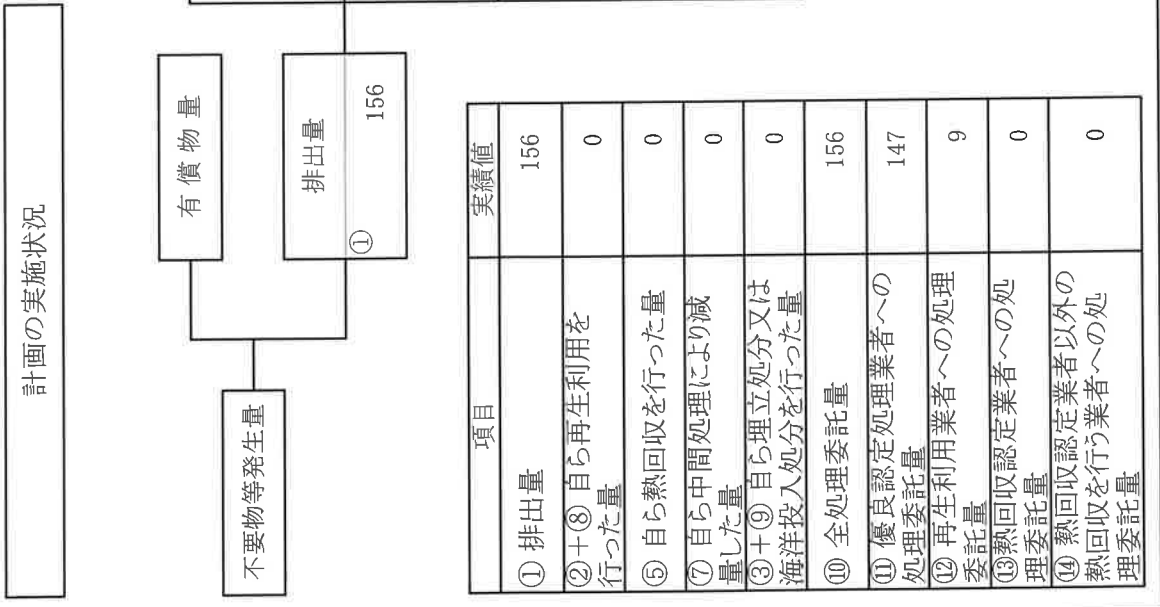 計画の実施状況
不要物等発生量
有償物量
排出量
① 156
項目 実績値
① 排出量 156
②+⑧ 自ら再生利用を
行った量 0
⑤ 自ら熱回収を行った量 0
⑦ 自ら中間処理により減
量した量 0
③+⑨ 自ら埋立処分又は
海洋投入処分を行った量 0
⑩ 全処理委託量 156
⑪ 優良認定処理業者への
処理委託量 147
⑫ 再生利用業者への処理
委託量 9
⑬熱回収認定業者への処
理委託量 0
⑭ 熱回収認定業者以外の
熱回収を行う業者への処
理委託量 0